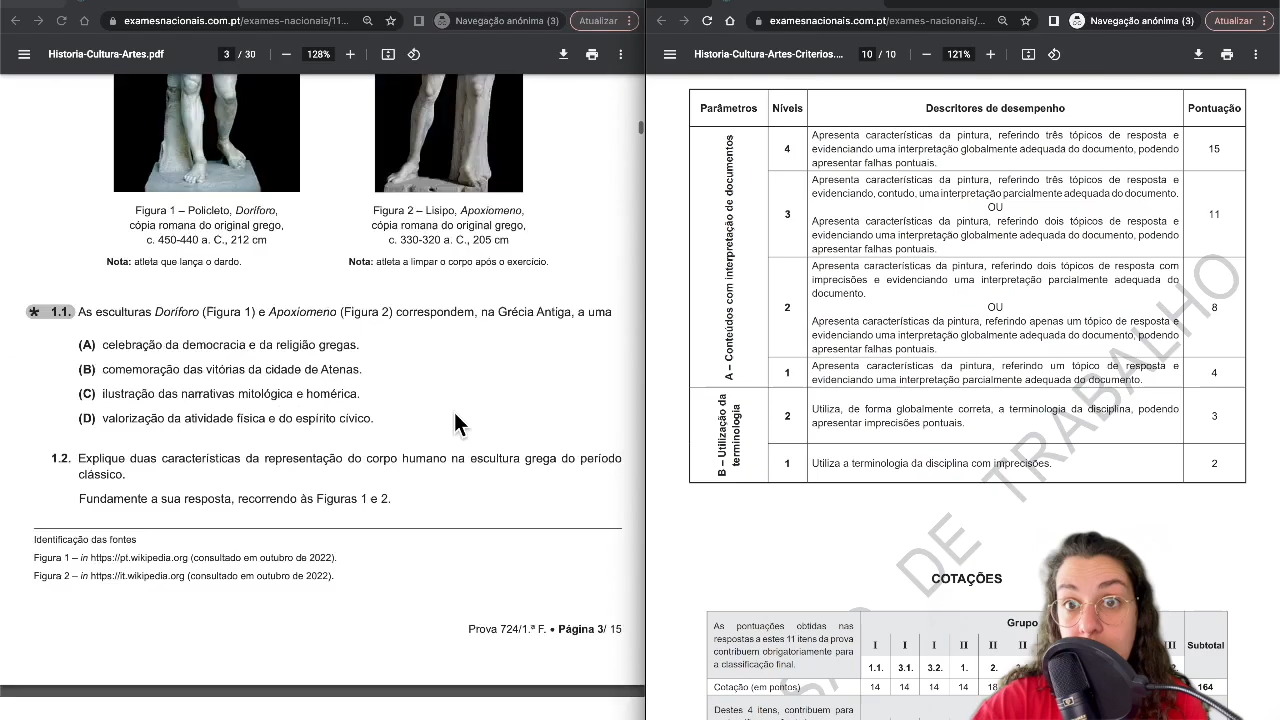 examesnacionais.com.pt/exames-nacionais/11...
Navegação anónima (3)
Atualizar
Historia-Cultura-Artes.pdf
3 / 30
128%
Figura 1 – Policleto, Doríforo,
cópia romana do original grego,
c. 450-440 a. C., 212 cm
Nota: atleta que lança o dardo.
Figura 2 – Lisipo, Apoxiomeno,
cópia romana do original grego,
c. 330-320 a. C., 205 cm
Nota: atleta a limpar o corpo após o exercício.
* 1.1. As esculturas Doríforo (Figura 1) e Apoxiomeno (Figura 2) correspondem, na Grécia Antiga, a uma
(A) celebração da democracia e da religião gregas.
(B) comemoração das vitórias da cidade de Atenas.
(C) ilustração das narrativas mitológica e homérica.
(D) valorização da atividade física e do espírito cívico.
1.2. Explique duas características da representação do corpo humano na escultura grega do período
clássico.
Fundamente a sua resposta, recorrendo às Figuras 1 e 2.
Identificação das fontes
Figura 1 – in https://pt.wikipedia.org (consultado em outubro de 2022).
Figura 2 – in https://it.wikipedia.org (consultado em outubro de 2022).
Prova 724/1.ª F. • Página 3/ 15
examesnacionais.com.pt/exames-nacionais/...
Navegação anónima (3)
Atualizar
Historia-Cultura-Artes-Criterios....
10 / 10
121%
Parâmetros Níveis Descritores de desempenho Pontuação
A – Conteúdos com interpretação de documentos
4
Apresenta características da pintura, referindo três tópicos de resposta e
evidenciando uma interpretação globalmente adequada do documento, podendo
apresentar falhas pontuais.
15
3
Apresenta características da pintura, referindo três tópicos de resposta e
evidenciando, contudo, uma interpretação parcialmente adequada do documento.
OU
Apresenta características da pintura, referindo dois tópicos de resposta e
evidenciando uma interpretação globalmente adequada do documento, podendo
apresentar falhas pontuais.
11
2
Apresenta características da pintura, referindo dois tópicos de resposta com
imprecisões e evidenciando uma interpretação parcialmente adequada do
documento.
OU
Apresenta características da pintura, referindo apenas um tópico de resposta e
evidenciando uma interpretação globalmente adequada do documento, podendo
apresentar falhas pontuais.
8
1
Apresenta características da pintura, referindo um tópico de resposta e
evidenciando uma interpretação parcialmente adequada do documento.
4
B – Utilização da
terminologia
2
Utiliza, de forma globalmente correta, a terminologia da disciplina, podendo
apresentar imprecisões pontuais.
3
1
Utiliza a terminologia da disciplina com imprecisões.
2
DE TRABALHO
COTAÇÕES
As pontuações obtidas nas
respostas a estes 11 itens da prova
contribuem obrigatoriamente para
a classificação final.
Grupo
I I I II II III Subtotal
1.1. 3.1. 3.2. 1. 2.
Cotação (em pontos) 14 14 14 14 18 164
Destes 4 itens, contribuem para